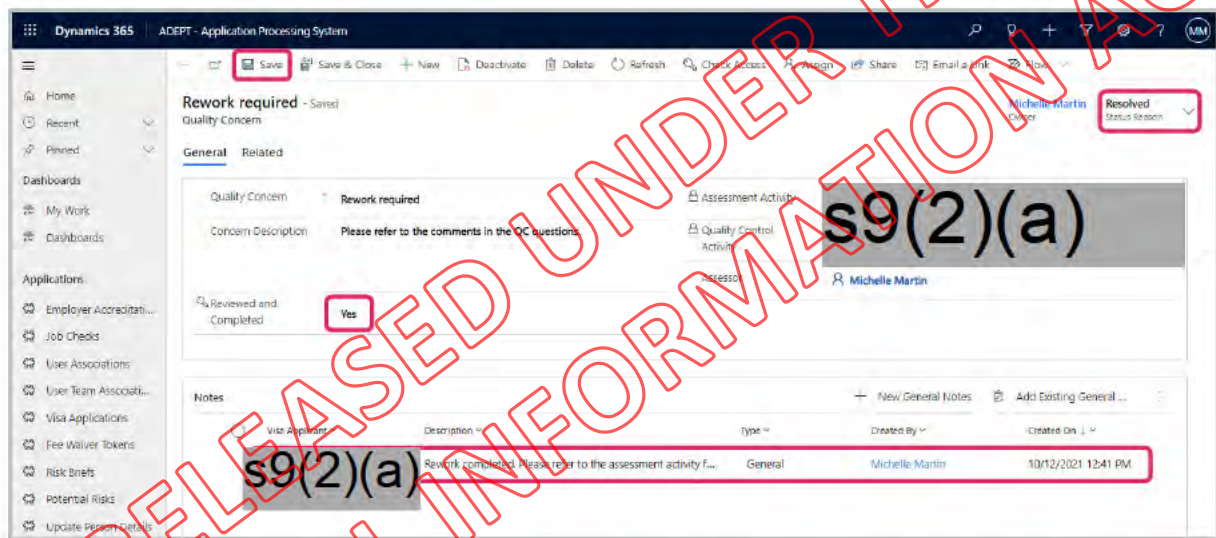 Dynamics 365 ADEPT - Application Processing System ? MM
Save Save & Close + New Deactivate Delete Refresh Check Access Assign Share Email a Link Flow
Home
Recent
Pinned
Dashboards
My Work
Dashboards
Applications
Employer Accreditati...
Job Checks
User Associations
User Team Associati...
Visa Applications
Fee Waiver Tokens
Risk Briefs
Potential Risks
Update Person Details
Rework required - Saved
Quality Concern
Michelle Martin
Owner
Resolved
Status Reason
General Related
Quality Concern * Rework required
Concern Description Please refer to the comments in the QC questions.
Reviewed and Completed Yes
Assessment Activity
Quality Control Activity
s9(2)(a)
Assessor Michelle Martin
Notes + New General Notes Add Existing General ...
Visa Applicant Description Type Created By Created On ↓
s9(2)(a) Rework completed. Please refer to the assessment activity f... General Michelle Martin 10/12/2021 12:41 PM
RELEASED UNDER THE
INFORMATION AC